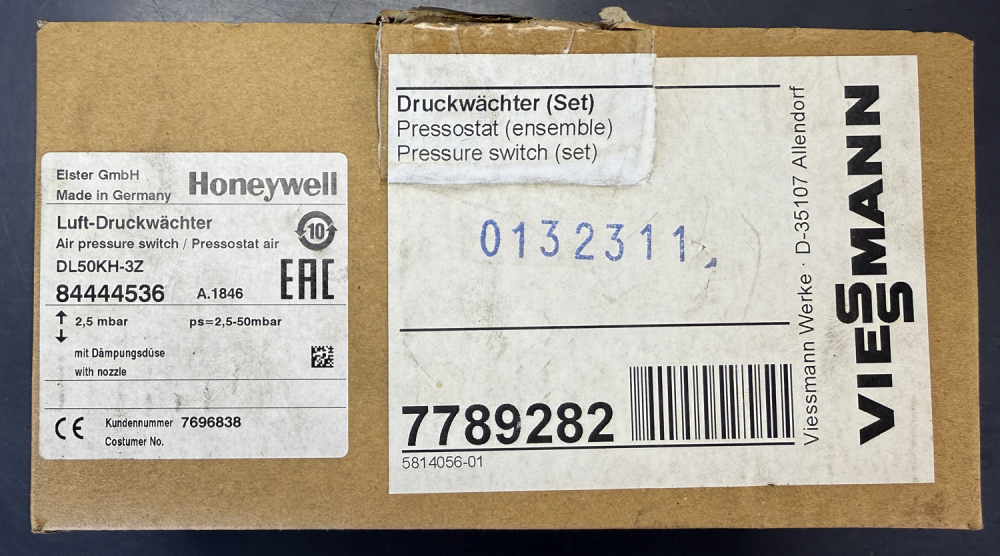 Elster GmbH
Made in Germany
Honeywell
Luft-Druckwächter
Air pressure switch / Pressostat air
10
DL50KH-3Z
84444536 A.1846
EAC
2,5 mbar ps=2,5-50mbar
mit Dämpungsdüse
with nozzle
CE Kundennummer 7696838
Costumer No.
Druckwächter (Set)
Pressostat (ensemble)
Pressure switch (set)
0132311
7789282
5814056-01
Viessmann Werke · D-35107 Allendorf
VIESSMANN